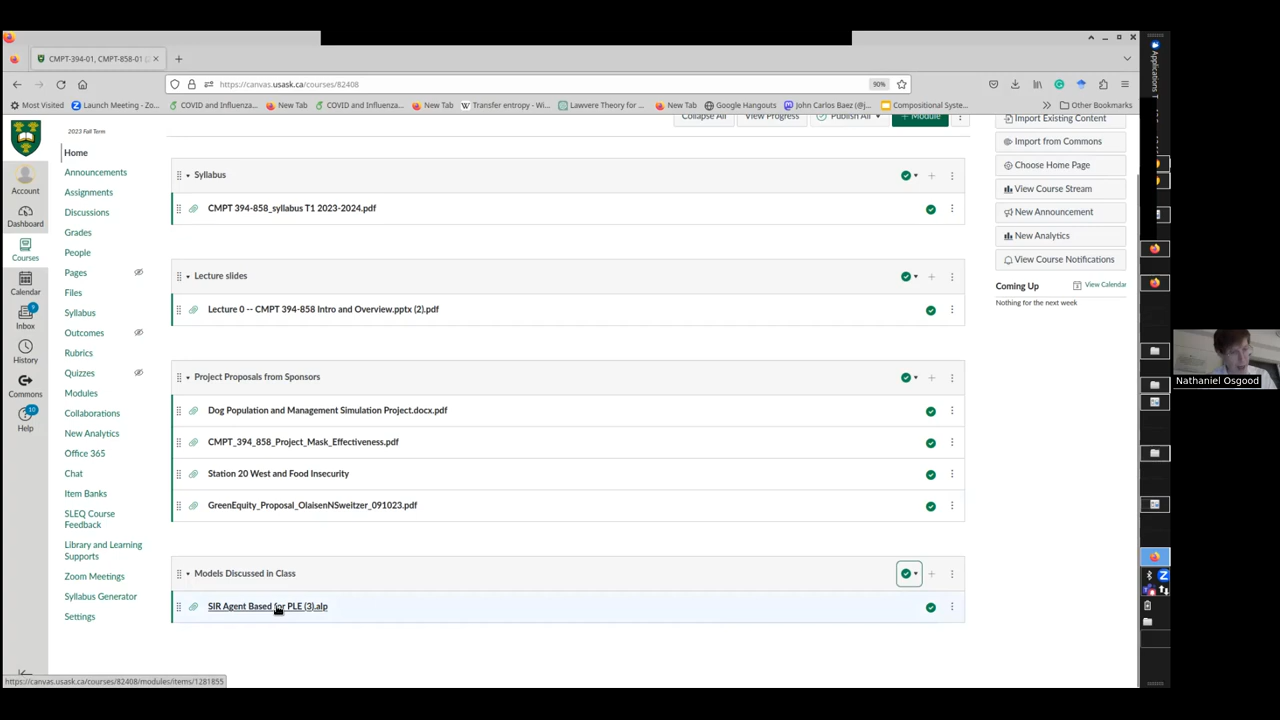 CMPT-394-01, CMPT-858-01
https://canvas.usask.ca/courses/82408
90%
Most Visited
Launch Meeting - Zo...
COVID and Influenza...
New Tab
COVID and Influenza...
New Tab
Transfer entropy - Wi...
Lawvere Theory for ...
New Tab
Google Hangouts
John Carlos Baez (@j...
Compositional Syste...
Other Bookmarks
Applications
2023 Fall Term
Account
Dashboard
Courses
Calendar
9
Inbox
History
Commons
10
Help
Home
Announcements
Assignments
Discussions
Grades
People
Pages
Files
Syllabus
Outcomes
Rubrics
Quizzes
Modules
Collaborations
New Analytics
Office 365
Chat
Item Banks
SLEQ Course
Feedback
Library and Learning
Supports
Zoom Meetings
Syllabus Generator
Settings
Collapse All
View Progress
Publish All
+ Module
Syllabus
CMPT 394-858_syllabus T1 2023-2024.pdf
Lecture slides
Lecture 0 -- CMPT 394-858 Intro and Overview.pptx (2).pdf
Project Proposals from Sponsors
Dog Population and Management Simulation Project.docx.pdf
CMPT_394_858_Project_Mask_Effectiveness.pdf
Station 20 West and Food Insecurity
GreenEquity_Proposal_OlaisenNSweitzer_091023.pdf
Models Discussed in Class
SIR Agent Based for PLE (3).alp
Import Existing Content
Import from Commons
Choose Home Page
View Course Stream
New Announcement
New Analytics
View Course Notifications
Coming Up
View Calendar
Nothing for the next week
Nathaniel Osgood
https://canvas.usask.ca/courses/82408/modules/items/1281855